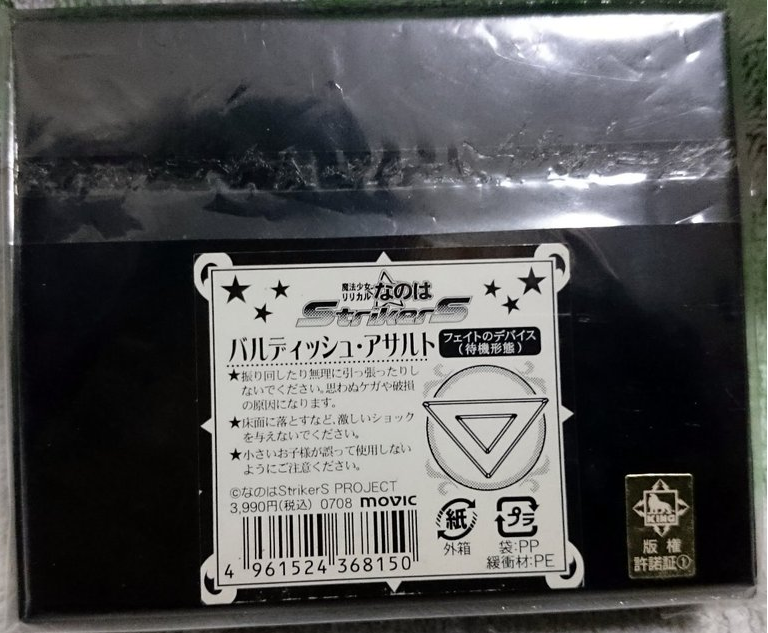 魔法少女
リリカル なのは
StrikerS
バルディッシュ・アサルト
フェイトのデバイス
(待機形態)
★振り回したり無理に引っ張ったりし
ないでください。思わぬケガや破損
の原因になります。
★床面に落とすなど、激しいショック
を与えないでください。
★小さいお子様が誤って使用しない
ようにご注意ください。
©なのはStrikerS PROJECT
3,990円(税込) 0708 movic
4 961524 368150
紙
外箱
プラ
袋:PP
緩衝材:PE
KING
版権
許諾証①